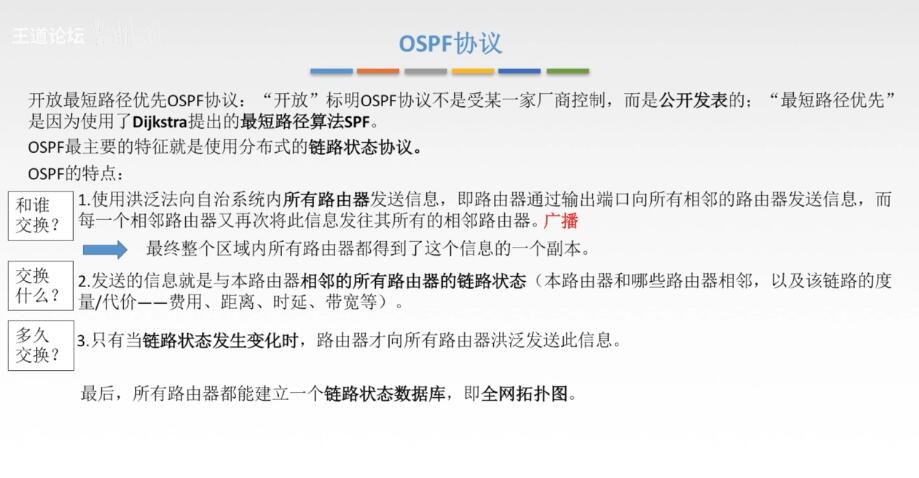 王道论坛
OSPF协议
开放最短路径优先OSPF协议：“开放”标明OSPF协议不是受某一家厂商控制，而是公开发表的；“最短路径优先”
是因为使用了Dijkstra提出的最短路径算法SPF。
OSPF最主要的特征就是使用分布式的链路状态协议。
OSPF的特点：
和谁
交换？
1.使用洪泛法向自治系统内所有路由器发送信息，即路由器通过输出端口向所有相邻的路由器发送信息，而
每一个相邻路由器又再次将此信息发往其所有的相邻路由器。广播
最终整个区域内所有路由器都得到了这个信息的一个副本。
交换
什么？
2.发送的信息就是与本路由器相邻的所有路由器的链路状态（本路由器和哪些路由器相邻，以及该链路的度
量/代价——费用、距离、时延、带宽等）。
多久
交换？
3.只有当链路状态发生变化时，路由器才向所有路由器洪泛发送此信息。
最后，所有路由器都能建立一个链路状态数据库，即全网拓扑图。